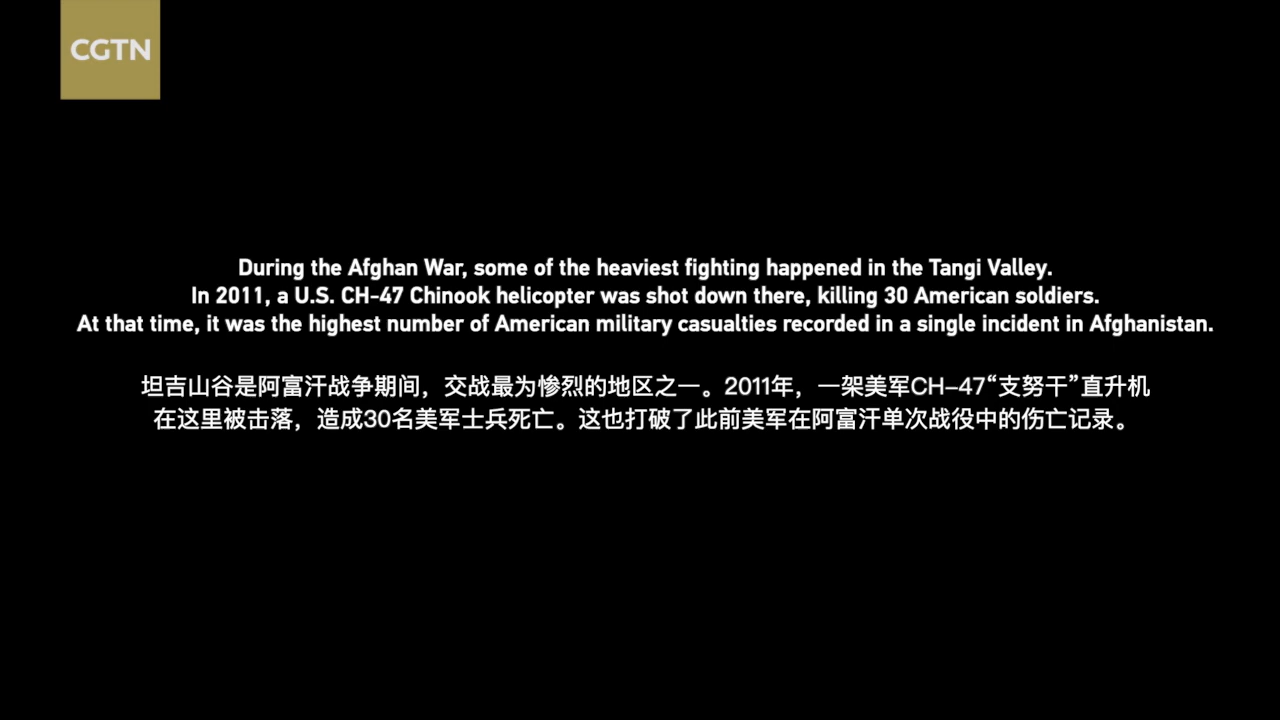 CGTN
During the Afghan War, some of the heaviest fighting happened in the Tangi Valley.
In 2011, a U.S. CH-47 Chinook helicopter was shot down there, killing 30 American soldiers.
At that time, it was the highest number of American military casualties recorded in a single incident in Afghanistan.
坦吉山谷是阿富汗战争期间，交战最为惨烈的地区之一。2011年，一架美军CH-47“支努干”直升机
在这里被击落，造成30名美军士兵死亡。这也打破了此前美军在阿富汗单次战役中的伤亡记录。